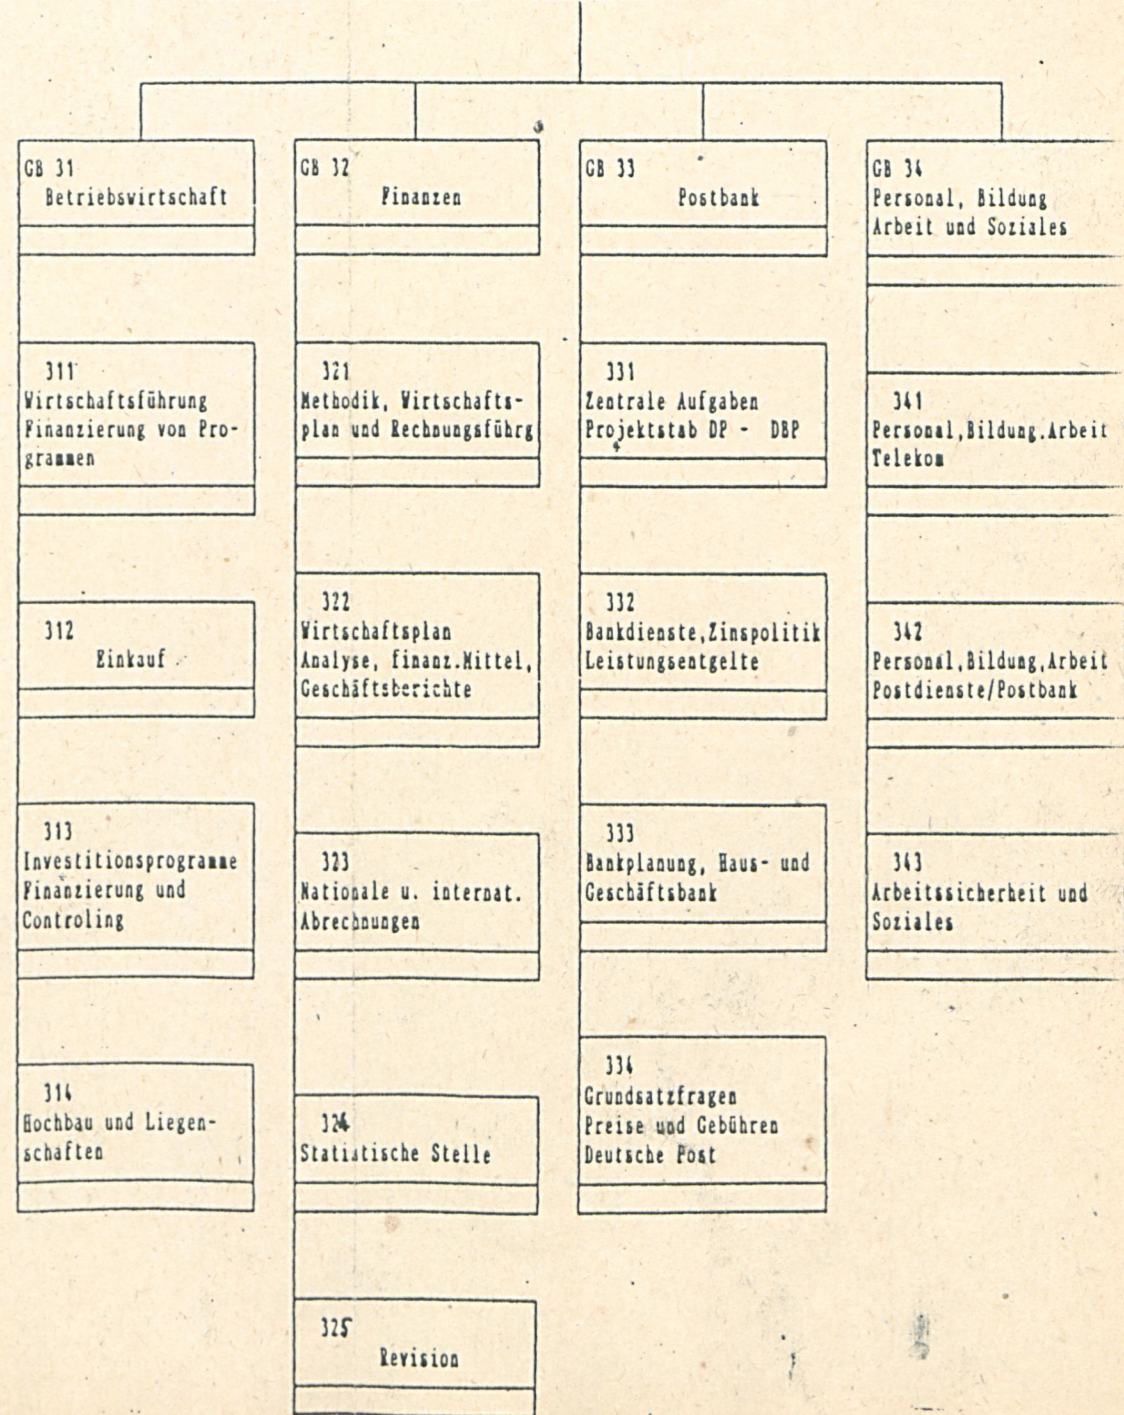 GB 31
Betriebswirtschaft
311
Wirtschaftsführung
Finanzierung von Pro-
grammen
312
Einkauf
313
Investitionsprogramme
Finanzierung und
Controling
314
Hochbau und Liegen-
schaften
GB 32
Finanzen
321
Methodik, Wirtschafts-
plan und Rechnungsführg
322
Wirtschaftsplan
Analyse, finanz.Mittel,
Geschäftsberichte
323
Nationale u. internat.
Abrechnungen
324
Statistische Stelle
325
Revision
GB 33
Postbank
331
Zentrale Aufgaben
Projektstab DP - DBP
332
Bankdienste,Zinspolitik
Leistungsentgelte
333
Bankplanung, Haus- und
Geschäftsbank
334
Grundsatzfragen
Preise und Gebühren
Deutsche Post
GB 34
Personal, Bildung
Arbeit und Soziales
341
Personal,Bildung.Arbeit
Telekom
342
Personal,Bildung,Arbeit
Postdienste/Postbank
343
Arbeitssicherheit und
Soziales